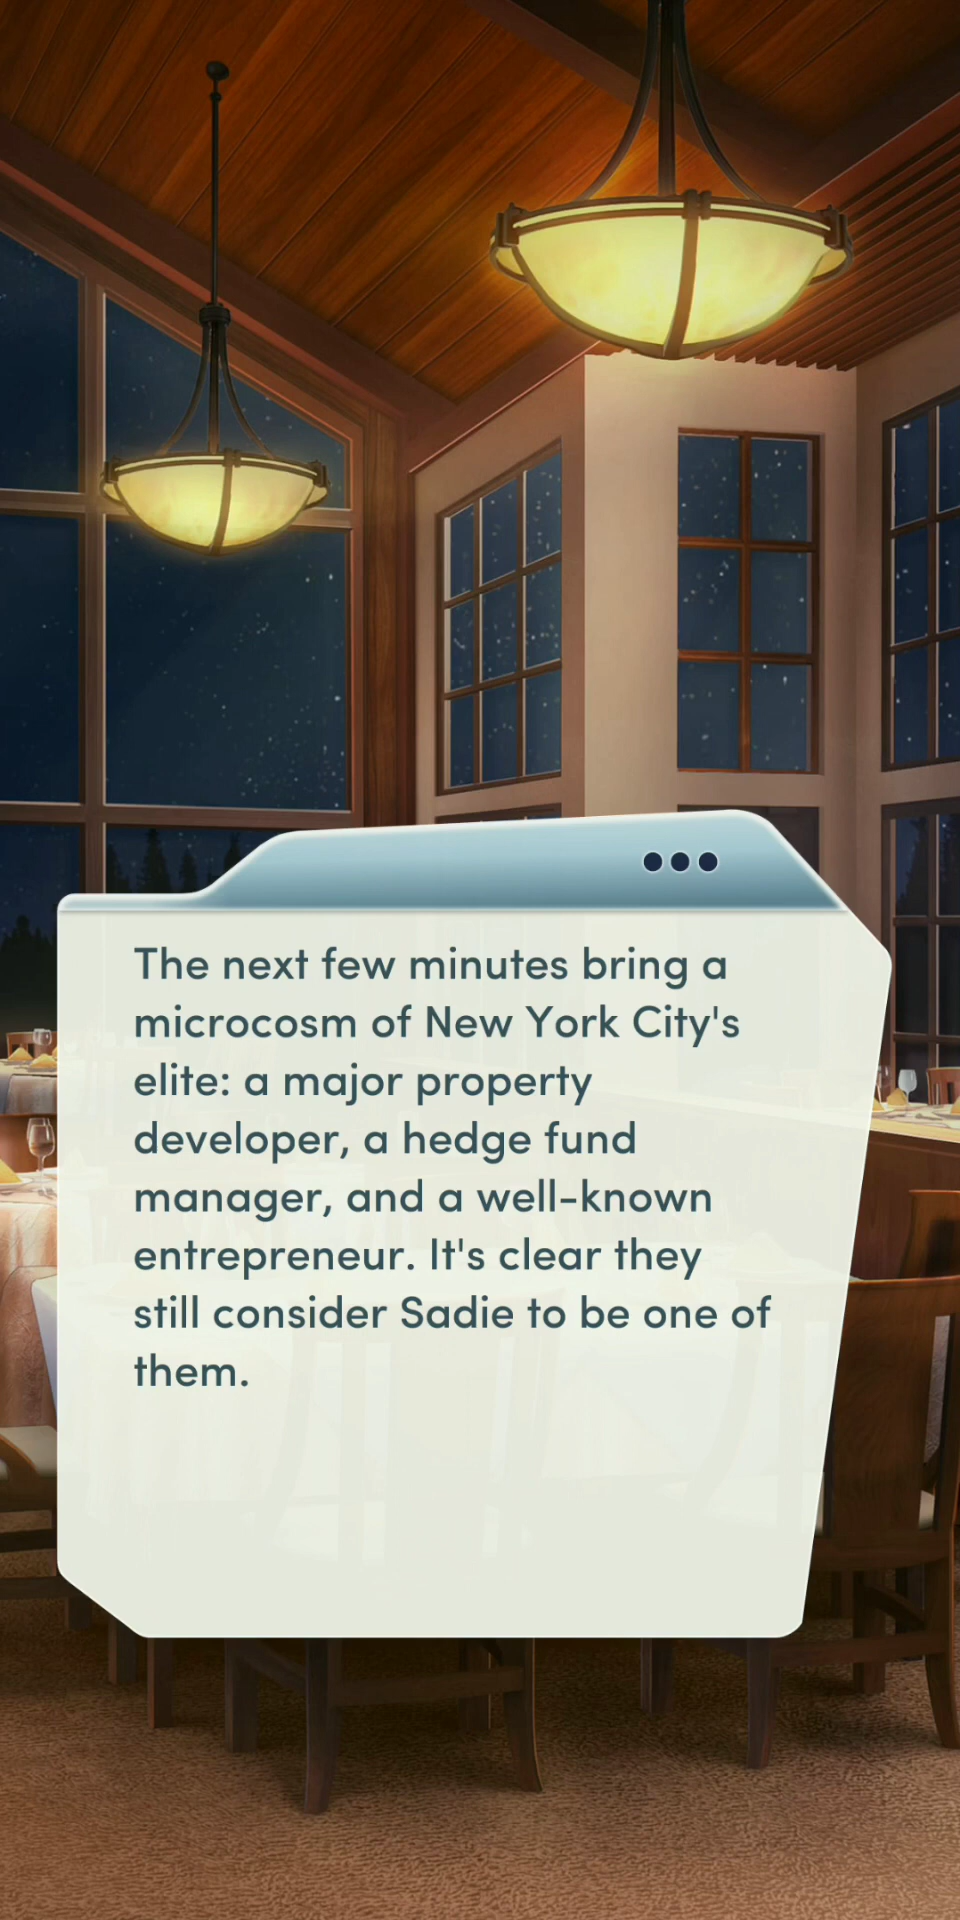 The next few minutes bring a
microcosm of New York City's
elite: a major property
developer, a hedge fund
manager, and a well-known
entrepreneur. It's clear they
still consider Sadie to be one of
them.